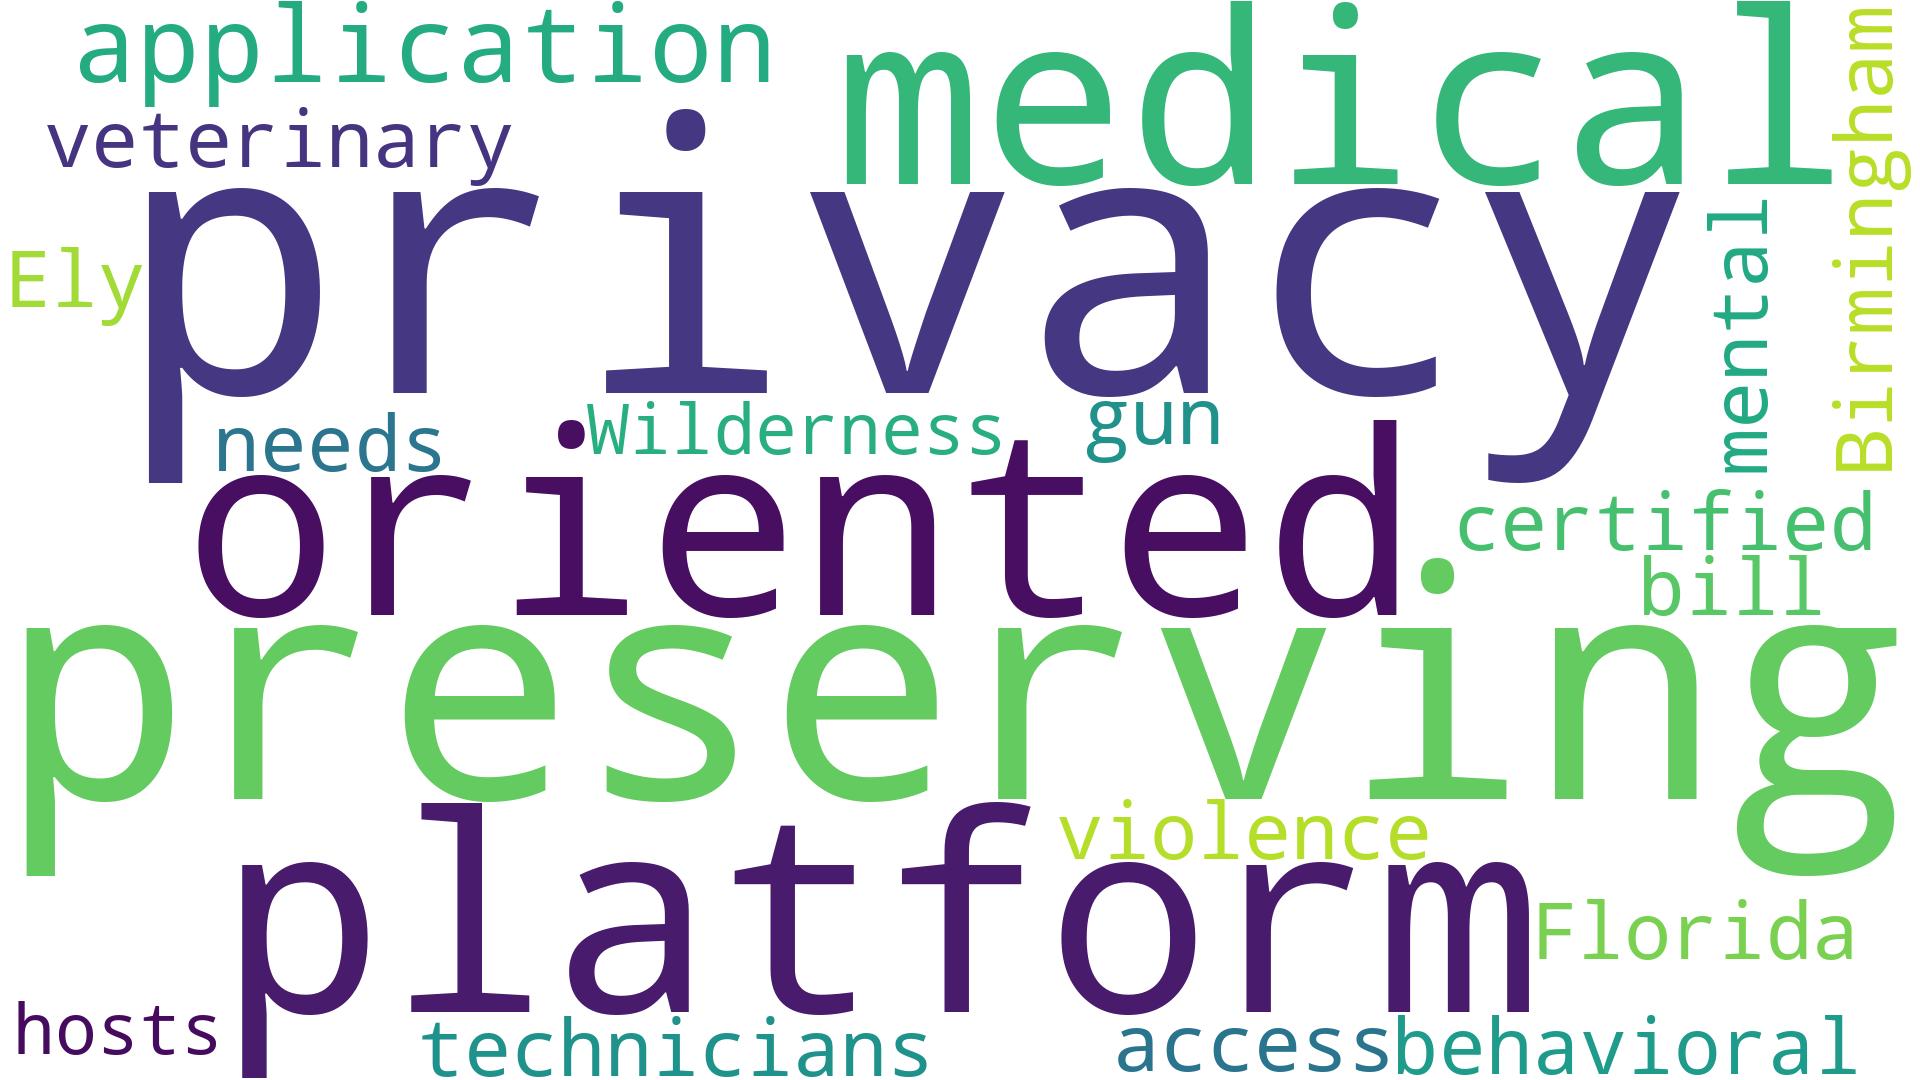 application
medical
Birmingham
veterinary
privacy
mental
Ely
needs
Wilderness
gun
oriented
certified
bill
preserving
violence
platform
Florida
hosts
technicians
access
behavioral